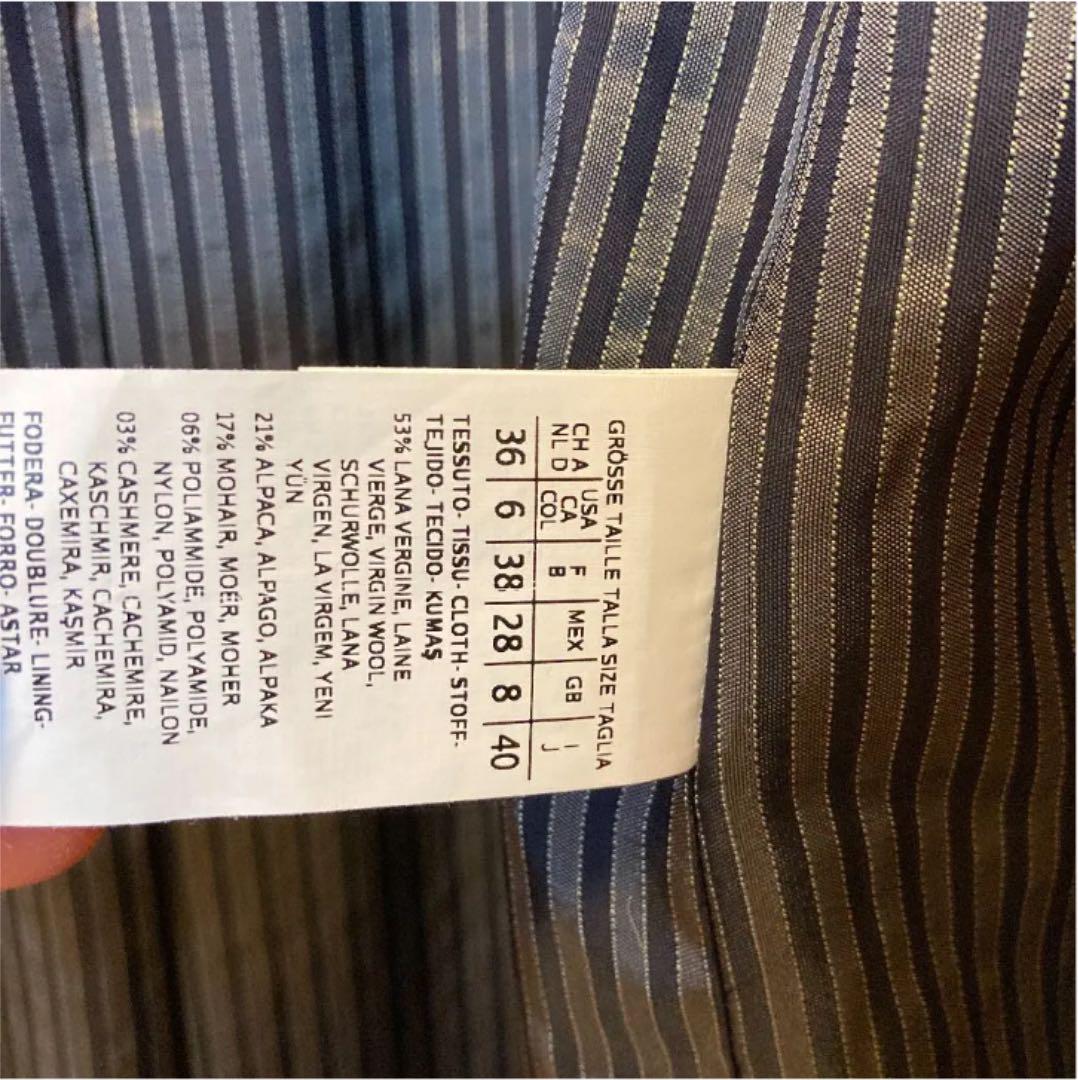 GRÖSSE TAILLE TALLA SIZE TAGLIA
CH A USA F MEX GB I
NL D CA COL B J
36 6 38 28 8 40
TESSUTO- TISSU- CLOTH- STOFF-
TEJIDO- TECIDO- KUMAŞ
53% LANA VERGINE, LAINE
VIERGE, VIRGIN WOOL,
SCHURWOLLE, LANA
VIRGEN, LA VIRGEM, YENI
YÜN
21% ALPACA, ALPAGO, ALPAKA
17% MOHAIR, MOÉR, MOHER
06% POLIAMMIDE, POLYAMIDE,
NYLON, POLYAMID, NAILON
03% CASHMERE, CACHEMIRE,
KASCHMIR, CACHEMIRA,
CAXEMIRA, KAŞMİR
FODERA- DOUBLURE- LINING-
FUTTER- FORRO- ASTAR